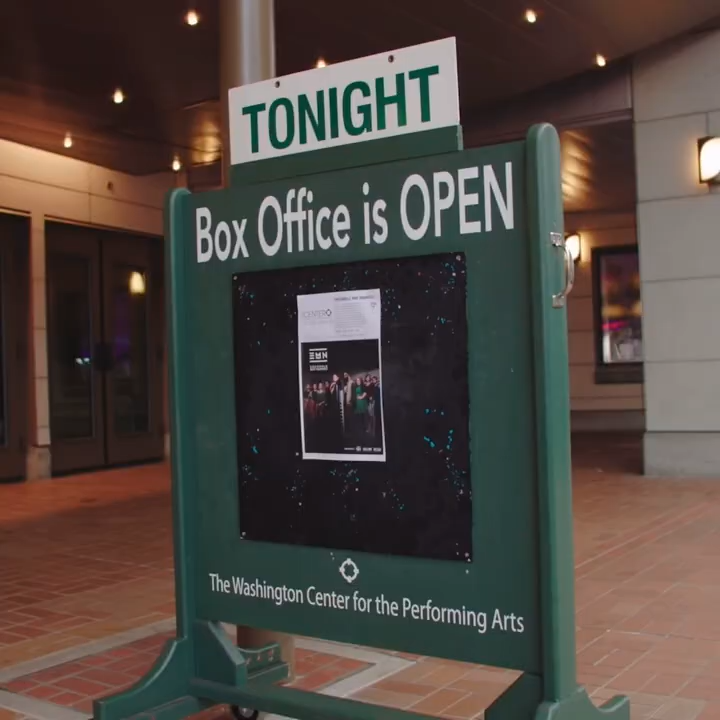 TONIGHT
Box Office is OPEN
The Washington Center for the Performing Arts